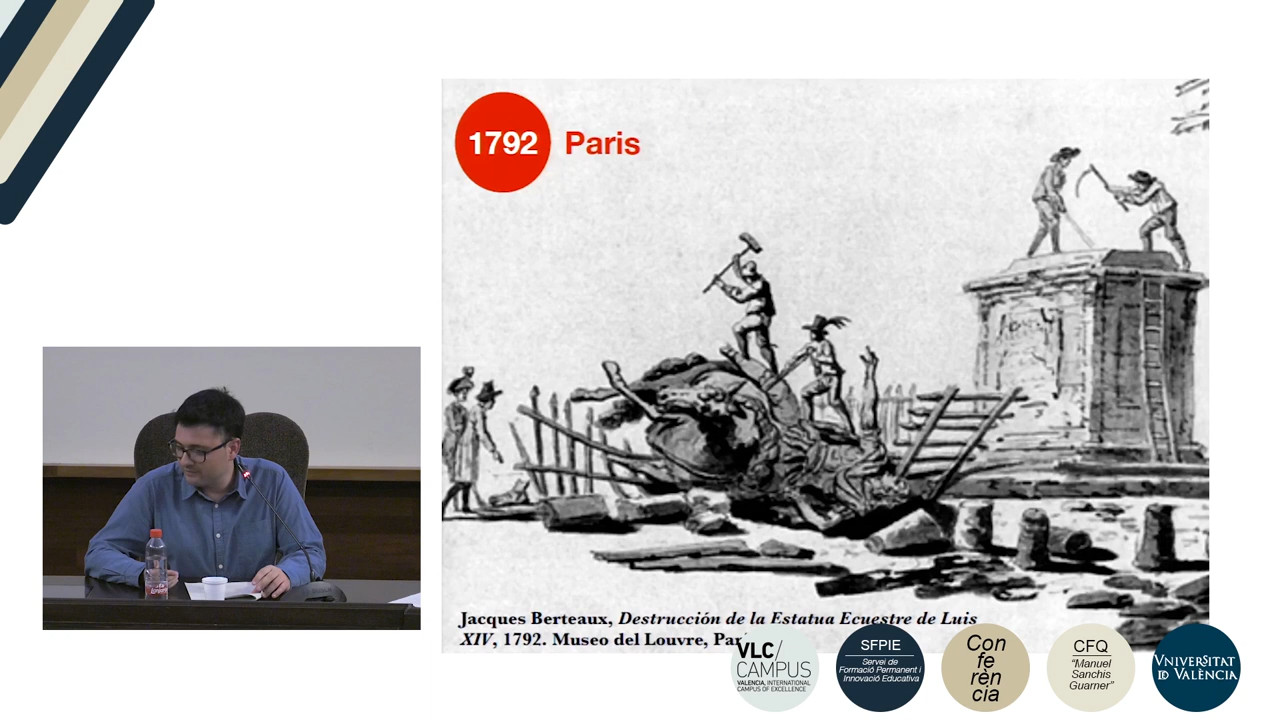 1792 Paris
Jacques Berteaux, Destrucción de la Estatua Ecuestre de Luis
XIV, 1792. Museo del Louvre,
VLC/
CAMPUS
VALENCIA, INTERNATIONAL
CAMPUS OF EXCELLENCE
SFPIE
Servei de
Formació Permanent i
Innovació Educativa
Con
fe
rèn
cia
CFQ
"Manuel
Sanchis
Guarner"
VNIVERSITAT
ID VALÈNCIA